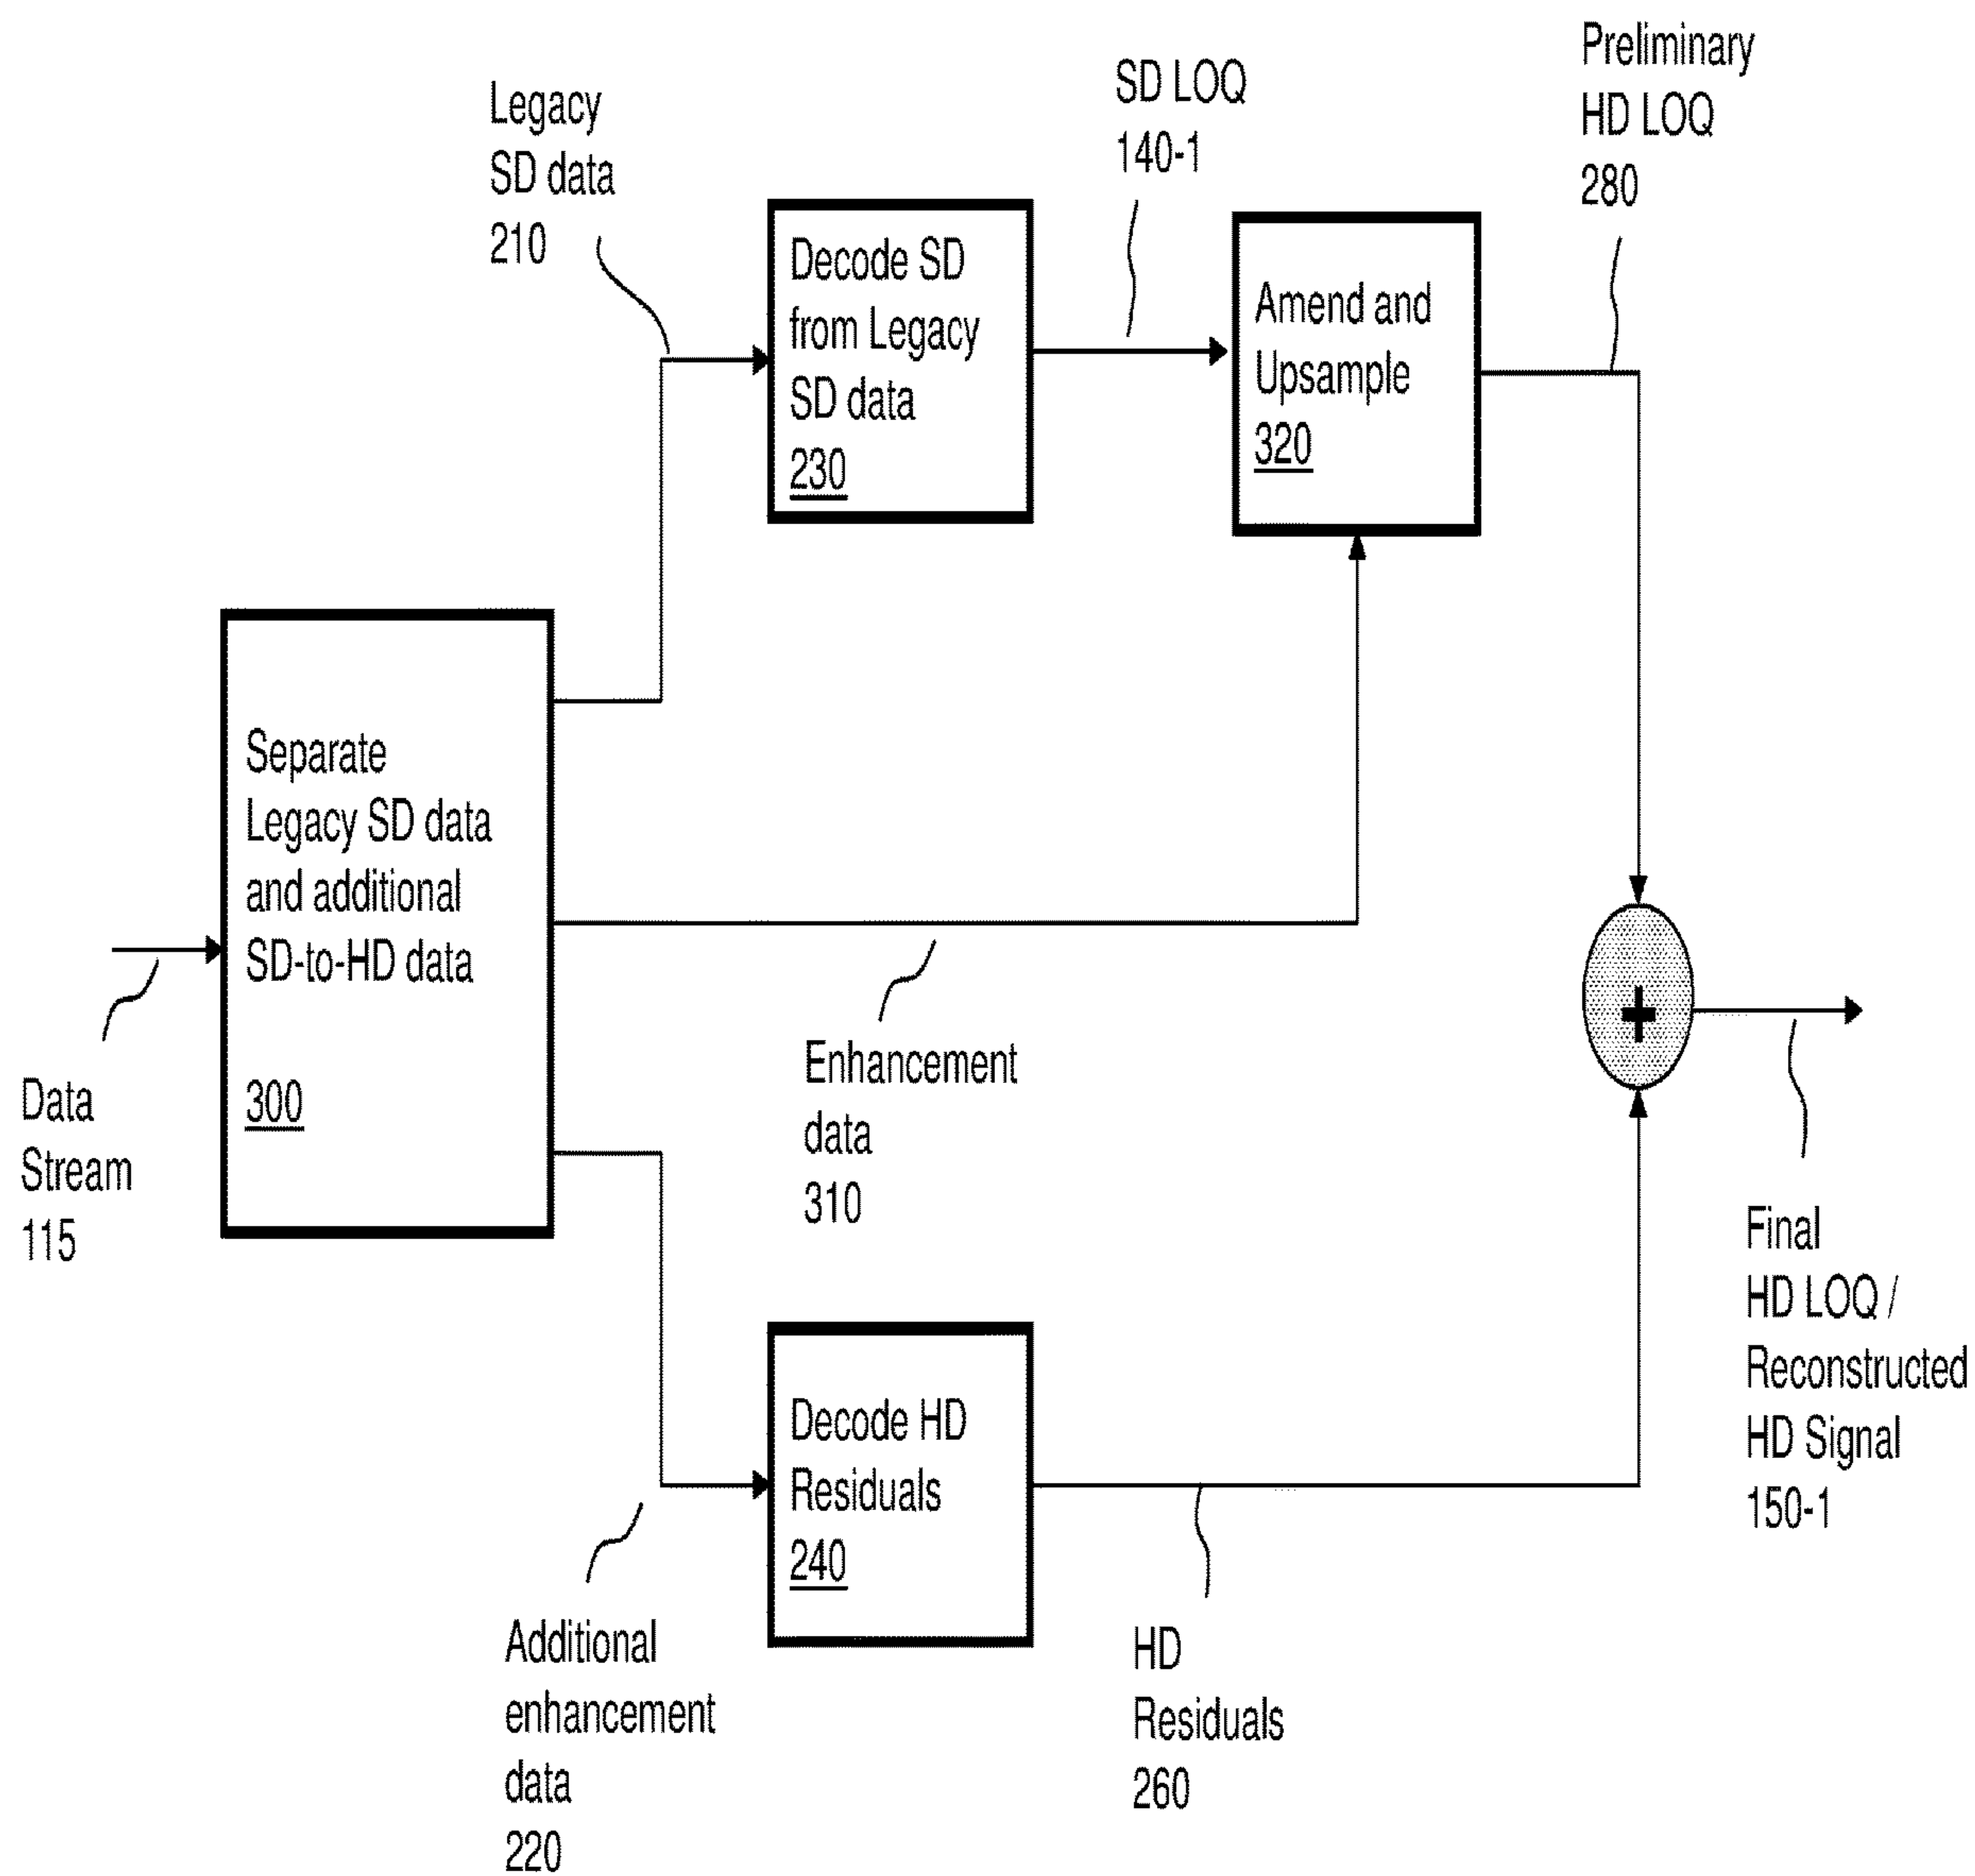 Legacy
SD data
210
SD LOQ
140-1
Preliminary
HD LOQ
280
Decode SD
from Legacy
SD data
230
Amend and
Upsample
320
Separate
Legacy SD data
and additional
SD-to-HD data
300
Data
Stream
115
Enhancement
data
310
+
Final
HD LOQ /
Reconstructed
HD Signal
150-1
Decode HD
Residuals
240
Additional
enhancement
data
220
HD
Residuals
260